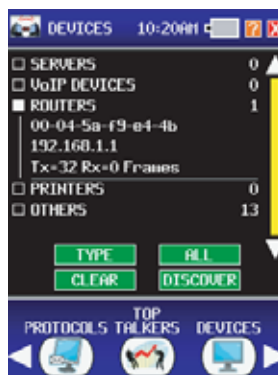 DEVICES 10:20AM ?
SERVERS 0
VoIP DEVICES 0
ROUTERS 1
00-04-5a-f9-e4-4b
192.168.1.1
Tx=32 Rx=0 Frames
PRINTERS 0
OTHERS 13
TYPE ALL
CLEAR DISCOVER
PROTOCOLS TOP TALKERS DEVICES